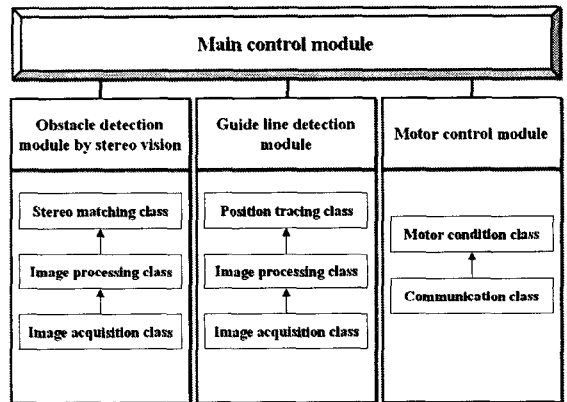 Main control module
Obstacle detection
module by stereo vision
Stereo matching class
Image processing class
Image acquisition class
Guide line detection
module
Position tracing class
Image processing class
Image acquisition class
Motor control module
Motor condition class
Communication class